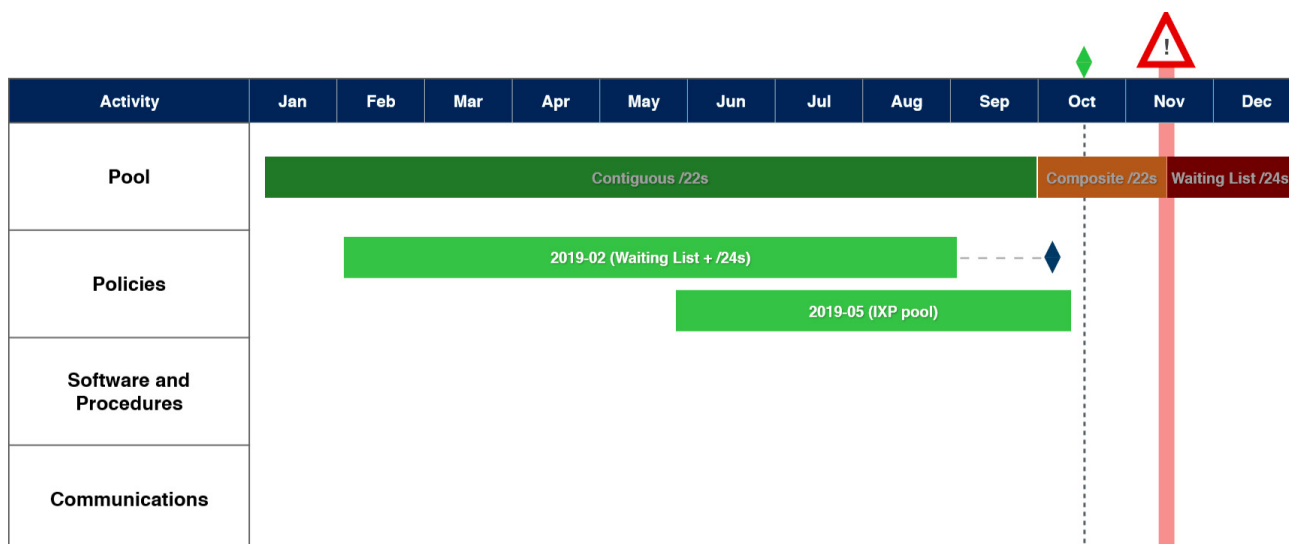 !
Activity Jan Feb Mar Apr May Jun Jul Aug Sep Oct Nov Dec
Pool
Contiguous /22s Composite /22s Waiting List /24s
Policies
2019-02 (Waiting List + /24s)
2019-05 (IXP pool)
Software and
Procedures
Communications